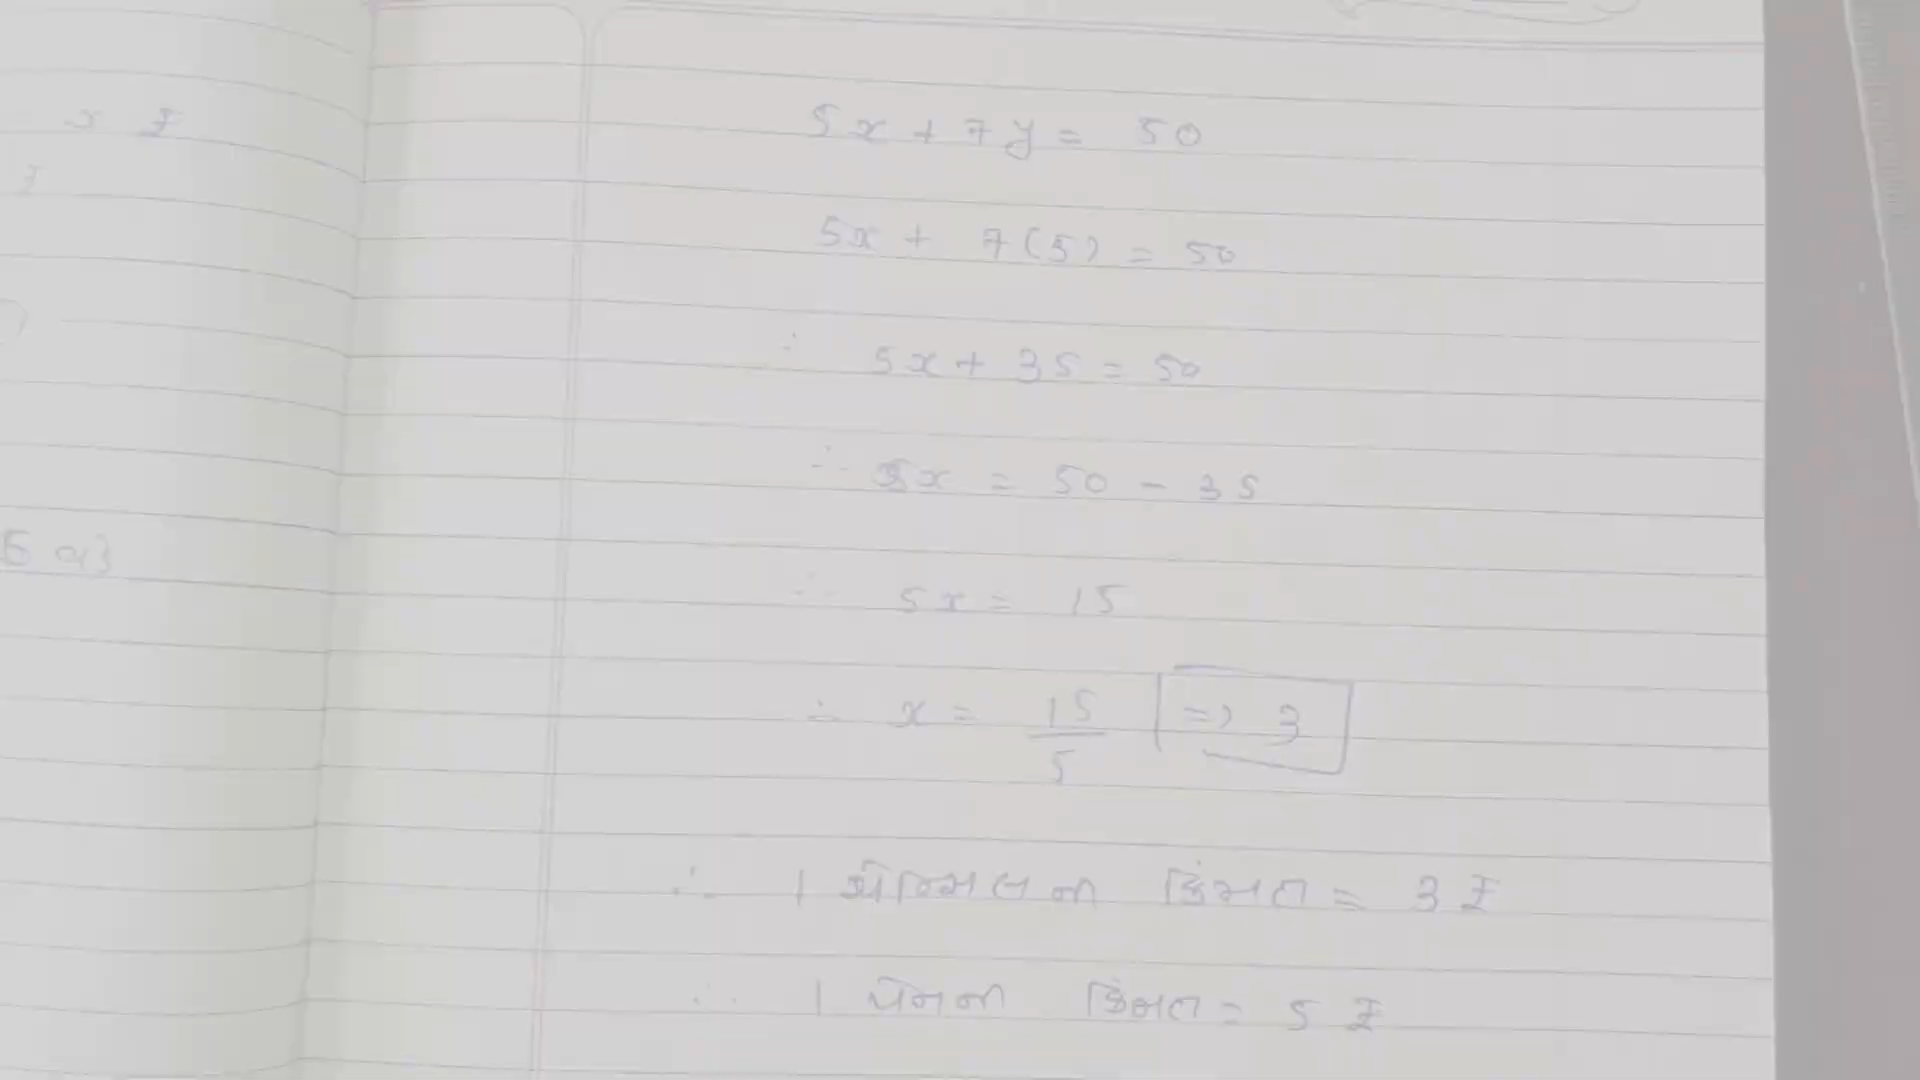 5x + 7y = 50
5x + 7(5) = 50
∴ 5x + 35 = 50
∴ 5x = 50 - 35
∴ 5x = 15
∴ x = 15/5 => 3
∴ 1 પેન્સિલની કિંમત = 3 ₹
∴ 1 પેનની કિંમત = 5 ₹